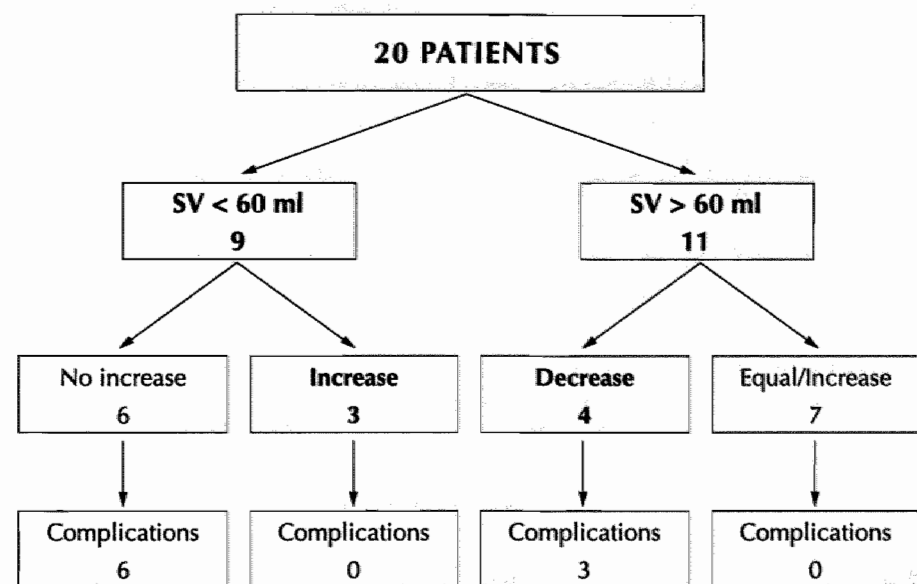 20 PATIENTS
SV < 60 ml
9
SV > 60 ml
11
No increase
6
Increase
3
Decrease
4
Equal/Increase
7
Complications
6
Complications
0
Complications
3
Complications
0